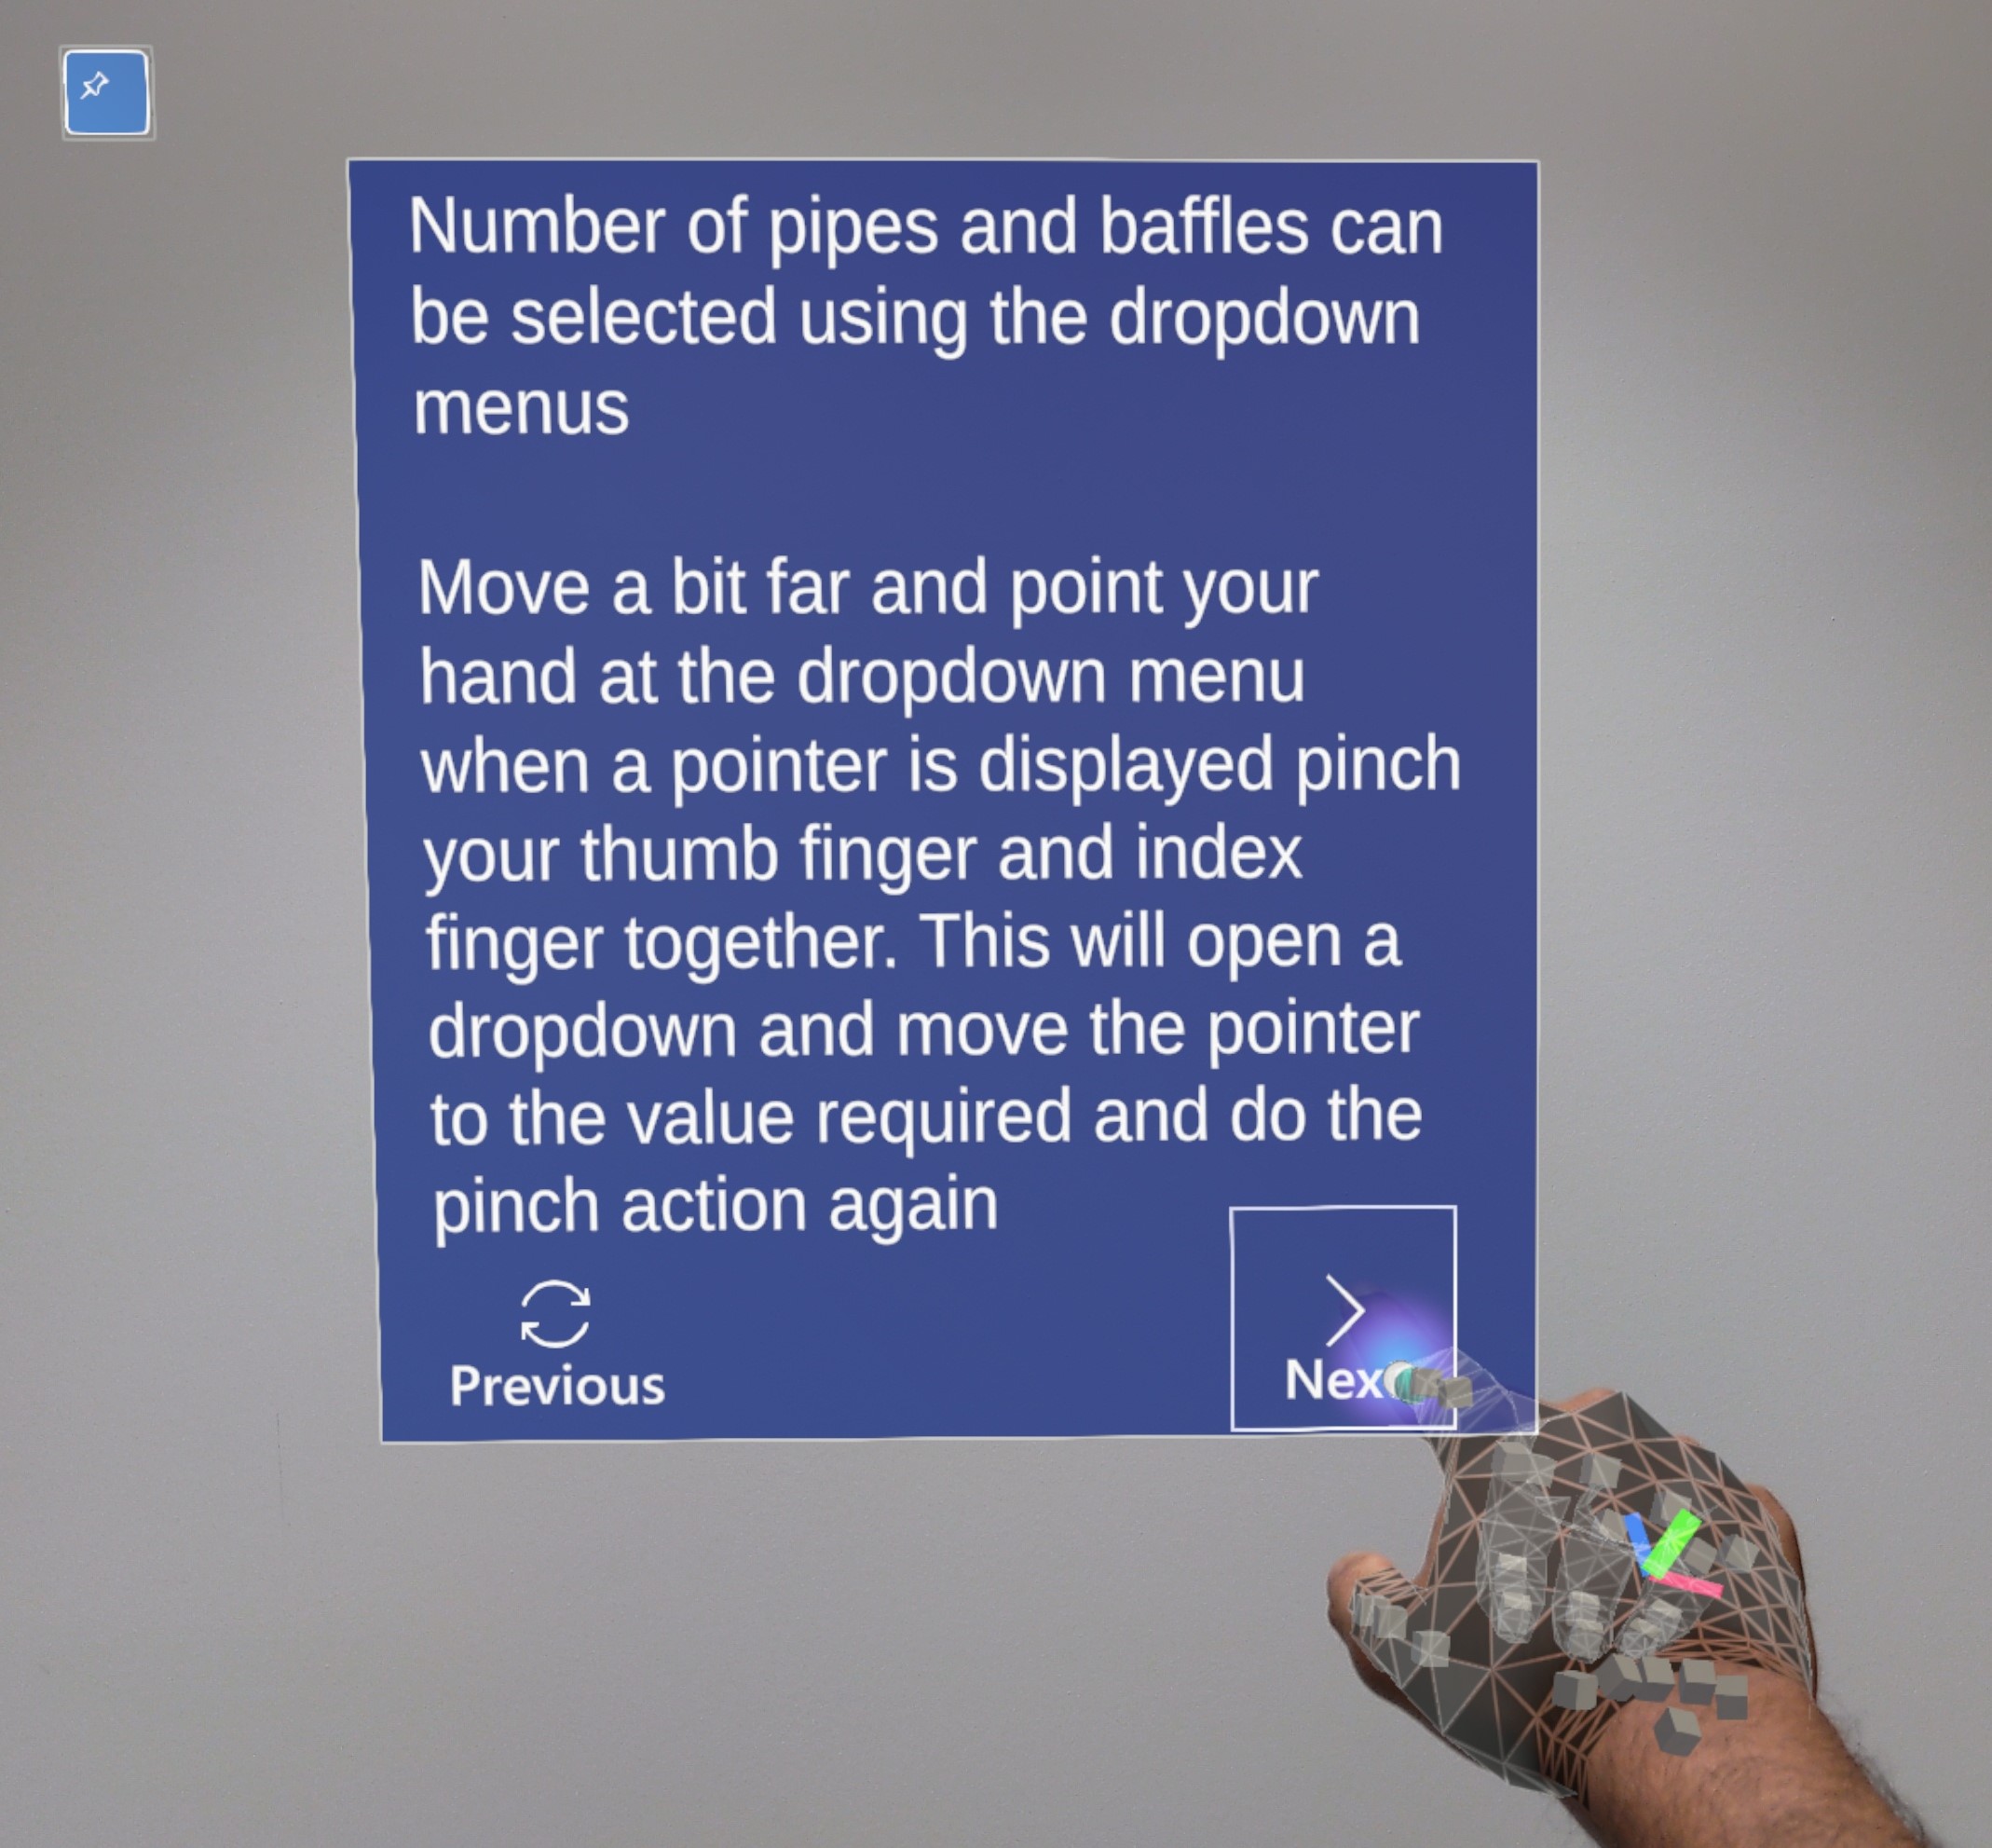 Number of pipes and baffles can
be selected using the dropdown
menus
Move a bit far and point your
hand at the dropdown menu
when a pointer is displayed pinch
your thumb finger and index
finger together. This will open a
dropdown and move the pointer
to the value required and do the
pinch action again
Previous
Nex